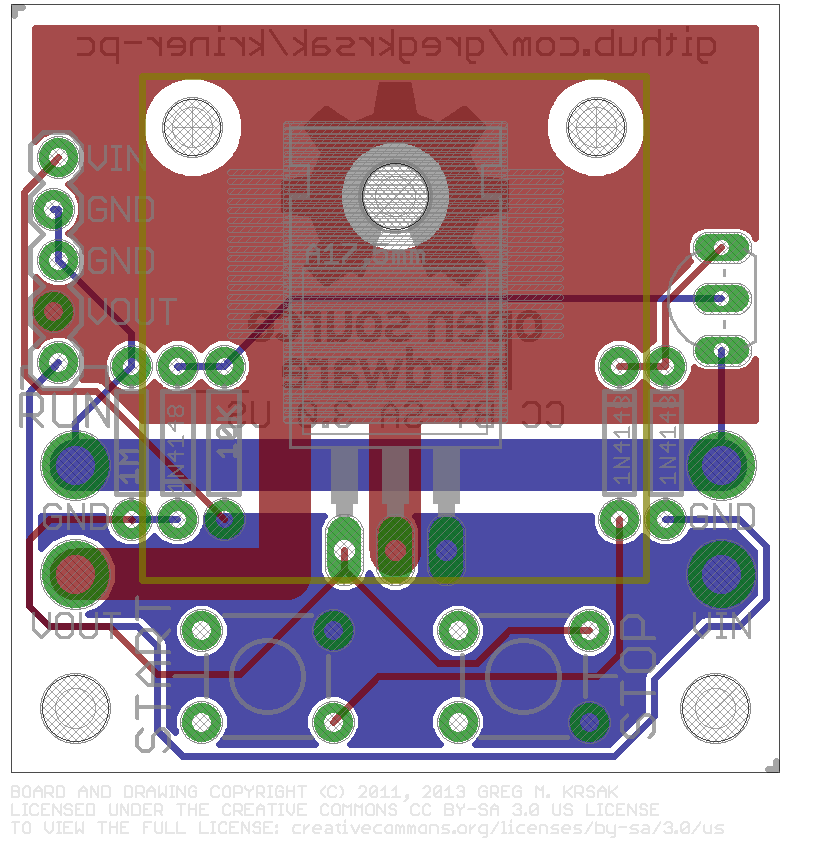 github.com/gregkrsak/kriner-pc
VIN
GND
GND
VOUT
RUN
A17,5mm
open source
hardware
CC BY-SA 3.0 US
1M
1N4148
10K
1N4148
1N4148
GND
GND
VOUT
VIN
START
STOP
BOARD AND DRAWING COPYRIGHT (C) 2011, 2013 GREG M. KRSAK
LICENSED UNDER THE CREATIVE COMMONS CC BY-SA 3.0 US LICENSE
TO VIEW THE FULL LICENSE: creativecommons.org/licenses/by-sa/3.0/us